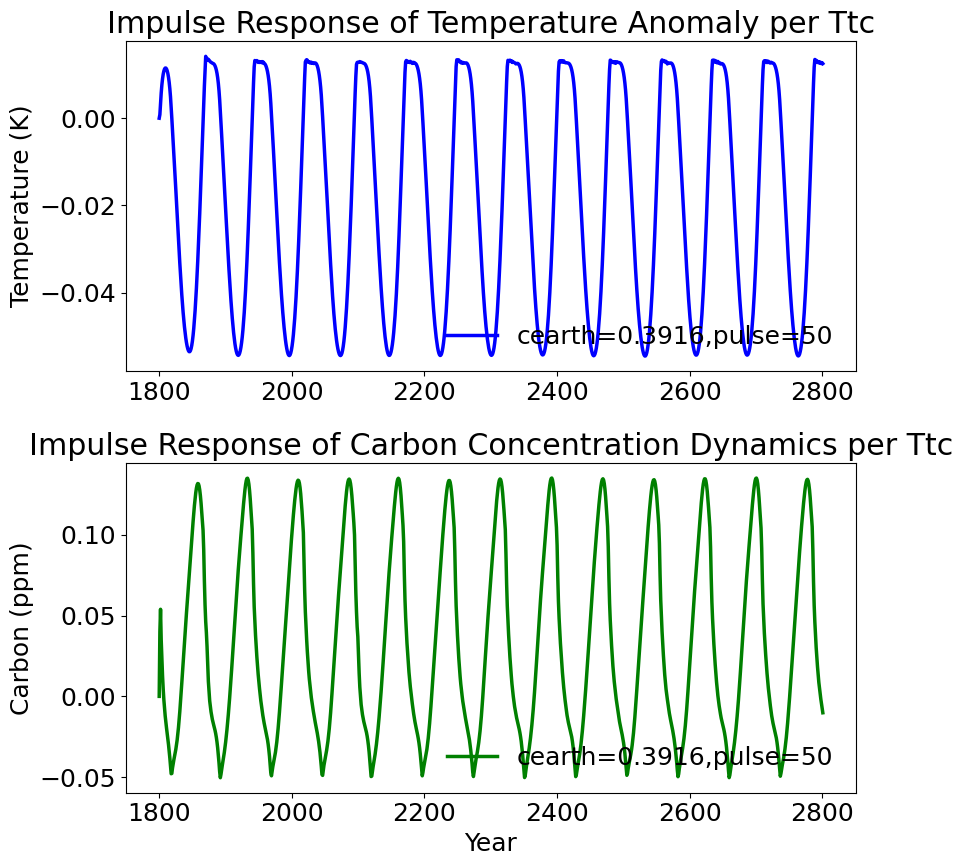 Impulse Response of Temperature Anomaly per Ttc
Temperature (K)
0.00
−0.02
−0.04
cearth=0.3916,pulse=50
1800 2000 2200 2400 2600 2800
Impulse Response of Carbon Concentration Dynamics per Ttc
Carbon (ppm)
0.10
0.05
0.00
−0.05
cearth=0.3916,pulse=50
1800 2000 2200 2400 2600 2800
Year